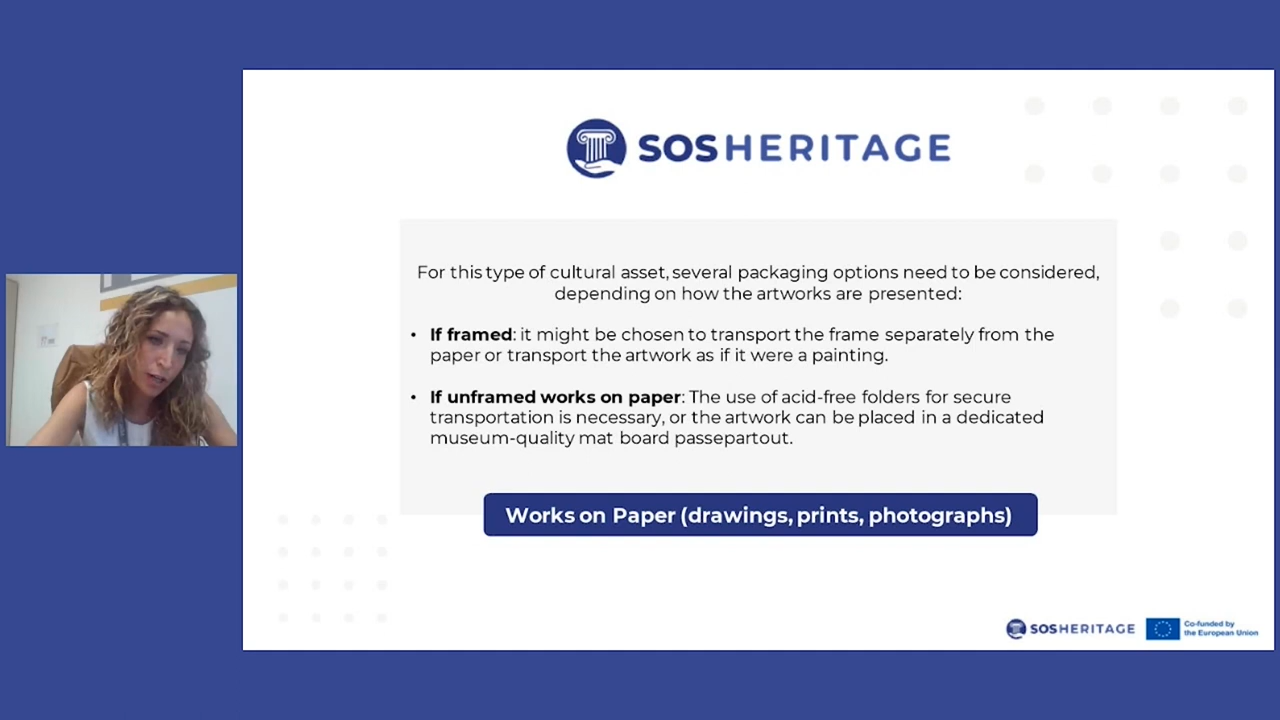 SOSHERITAGE
For this type of cultural asset, several packaging options need to be considered,
depending on how the artworks are presented:
• If framed: it might be chosen to transport the frame separately from the
paper or transport the artwork as if it were a painting.
• If unframed works on paper: The use of acid-free folders for secure
transportation is necessary, or the artwork can be placed in a dedicated
museum-quality mat board passepartout.
Works on Paper (drawings, prints, photographs)
SOSHERITAGE
Co-funded by
the European Union